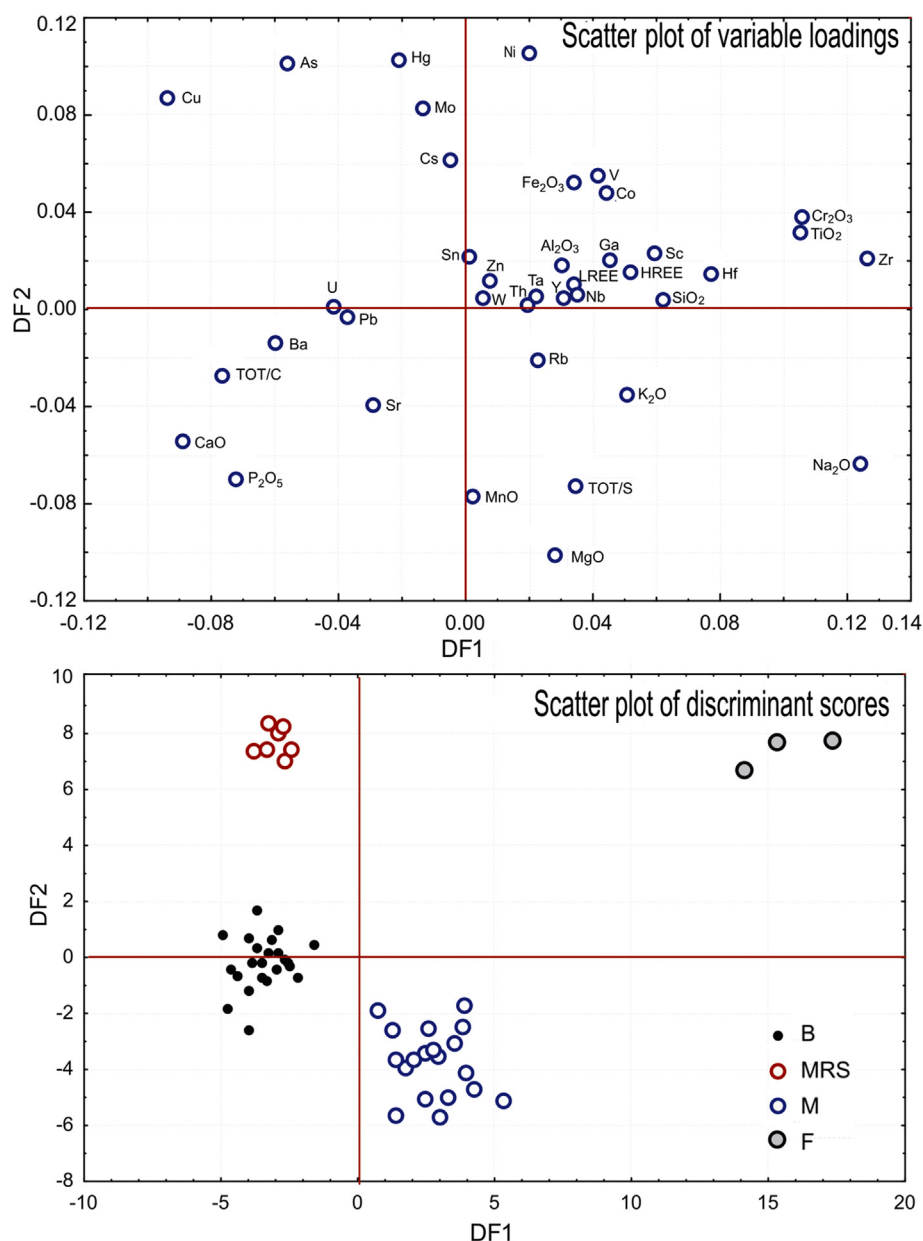 Scatter plot of variable loadings
0.12
0.08
0.04
0.00
-0.04
-0.08
-0.12
DF2
Ni
As
Hg
Cu
Mo
Cs
V
Fe₂O₃
Co
Cr₂O₃
TiO₂
Sn
Al₂O₃
Ga
Sc
Zr
Zn
LREE
HREE
Hf
U
W
Th
Ta
Y
Nb
SiO₂
Pb
Ba
Rb
TOT/C
K₂O
Sr
CaO
Na₂O
P₂O₅
MnO
TOT/S
MgO
-0.12 -0.08 -0.04 0.00 0.04 0.08 0.12 0.14
DF1
Scatter plot of discriminant scores
10
8
6
4
2
0
-2
-4
-6
-8
DF2
B
MRS
M
F
-10 -5 0 5 10 15 20
DF1